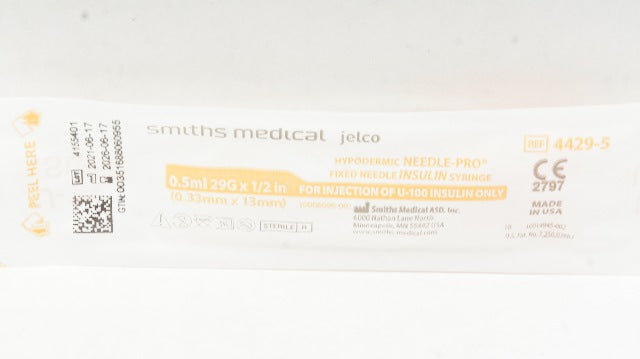 PEEL HERE
LOT 4155401
2021-06-17
2026-06-17
GTIN: 00351688060955
smiths medical jelco
REF 4429-5
HYPODERMIC NEEDLE-PRO®
FIXED NEEDLE INSULIN SYRINGE
0.5ml 29G x 1/2 in
FOR INJECTION OF U-100 INSULIN ONLY
(0.33mm x 13mm)
Smiths Medical ASD, Inc.
6000 Nathan Lane North
Minneapolis, MN 55442 USA
www.smiths-medical.com
STERILE R
CE
2797
MADE
IN USA